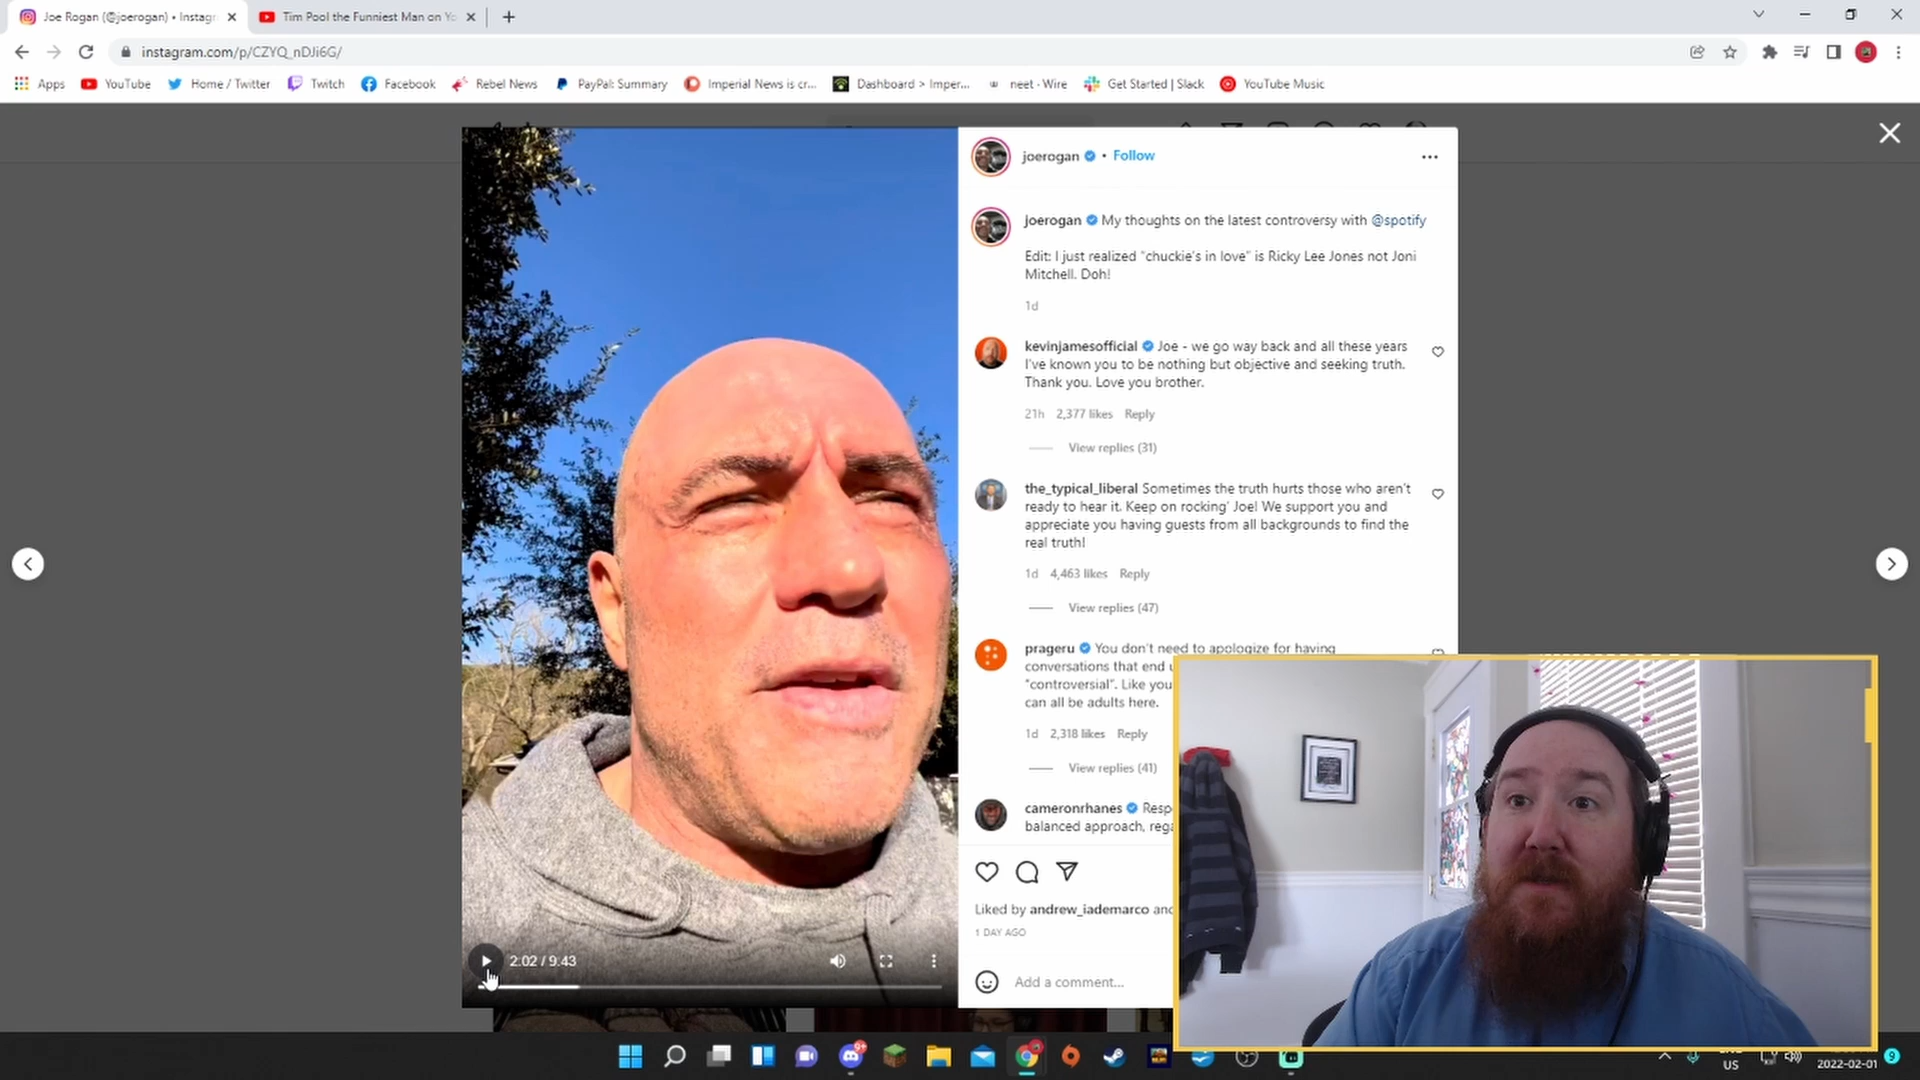 Joe Rogan (@joerogan) • Instagr
Tim Pool the Funniest Man on Yo
instagram.com/p/CZYQ_nDJi6G/
Apps
YouTube
Home / Twitter
Twitch
Facebook
Rebel News
PayPal: Summary
Imperial News is cr...
Dashboard > Imper...
neet - Wire
Get Started | Slack
YouTube Music
joerogan • Follow
joerogan My thoughts on the latest controversy with @spotify
Edit: I just realized "chuckie's in love" is Ricky Lee Jones not Joni
Mitchell. Doh!
1d
kevinjamesofficial Joe - we go way back and all these years
I've known you to be nothing but objective and seeking truth.
Thank you. Love you brother.
21h 2,377 likes Reply
View replies (31)
the_typical_liberal Sometimes the truth hurts those who aren't
ready to hear it. Keep on rocking' Joe! We support you and
appreciate you having guests from all backgrounds to find the
real truth!
1d 4,463 likes Reply
View replies (47)
prageru You don't need to apologize for having
conversations that end u
"controversial". Like you
can all be adults here.
1d 2,318 likes Reply
View replies (41)
cameronrhanes Resp
balanced approach, rega
Liked by andrew_iademarco and
1 DAY AGO
Add a comment...
2:02 / 9:43
9+
US
2022-02-01
9